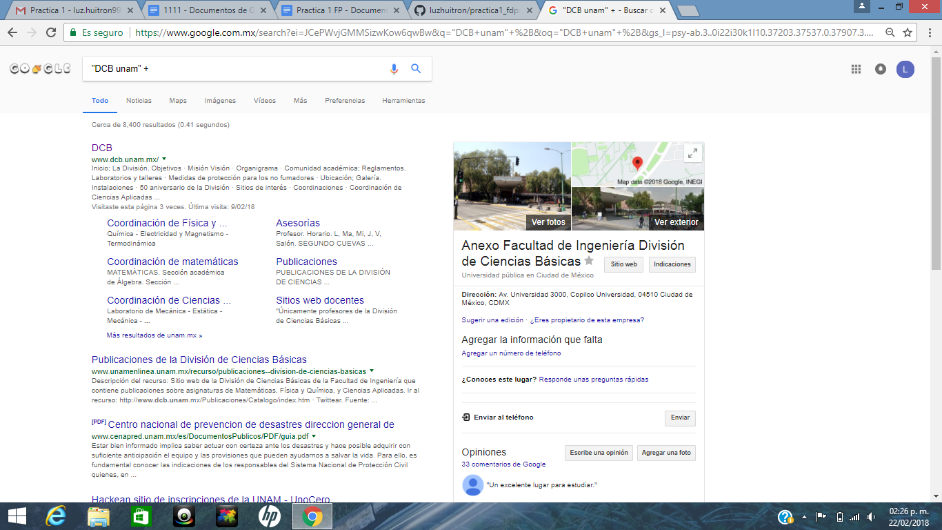 Practica 1 - luz.huitron99
1111 - Documentos de G
Practica 1 FP - Document
luzhuitron/practica1_fdp
"DCB unam" + - Buscar c
Es seguro
https://www.google.com.mx/search?ei=JCePWvjGMMSizwKow6qwBw&q="DCB+unam"+%2B&oq="DCB+unam"+%2B&gs_l=psy-ab.3..0i22i30k1l10.37203.37537.0.37907.3....
GOOGLE
"DCB unam" +
L
Todo Noticias Maps Imágenes Vídeos Más Preferencias Herramientas
Cerca de 8,400 resultados (0.41 segundos)
DCB
www.dcb.unam.mx/
Inicio; La División. Objetivos · Misión Visión · Organigrama · Comunidad académica; Reglamentos.
Laboratorios y talleres · Medidas de protección para los no fumadores · Ubicación; Galería.
Instalaciones · 50 aniversario de la División · Sitios de interés · Coordinaciones · Coordinación de
Ciencias Aplicadas ...
Visitaste esta página 3 veces. Última visita: 9/02/18
Coordinación de Física y ...
Química - Electricidad y Magnetismo -
Termodinámica
Asesorías
Profesor. Horario. L, Ma, Mi, J, V,
Salón. SEGUNDO CUEVAS ...
Coordinación de matemáticas
MATEMÁTICAS. Sección académica
de Álgebra. Sección ...
Publicaciones
PUBLICACIONES DE LA DIVISIÓN
DE CIENCIAS ...
Coordinación de Ciencias ...
Laboratorio de Mecánica - Estática -
Mecánica - ...
Sitios web docentes
"Únicamente profesores de la División
de Ciencias Básicas ...
Más resultados de unam.mx »
Publicaciones de la División de Ciencias Básicas
www.unamenlinea.unam.mx/recurso/publicaciones--division-de-ciencias-basicas
Descripción del recurso: Sitio web de la División de Ciencias Básicas de la Facultad de Ingeniería que
contiene publicaciones sobre asignaturas de Matemáticas, Física y Química, y Ciencias Aplicadas. Ir al
recurso: http://www.dcb.unam.mx/Publicaciones/Catalogo/index.htm · Twittear. Fuente: ...
[PDF] Centro nacional de prevencion de desastres direccion general de
www.cenapred.unam.mx/es/DocumentosPublicos/PDF/guia.pdf
Estar bien informado implica saber actuar con certeza ante los desastres y hace posible adquirir con
suficiente anticipación el equipo y las provisiones que pueden ayudarnos a salvar la vida. Para ello, es
fundamental conocer las indicaciones de los responsables del Sistema Nacional de Protección Civil
quienes, en ...
Hackean sitio de inscripciones de la UNAM - UnoCero
Ver fotos
Map data ©2018 Google, INEGI
Ver exterior
Anexo Facultad de Ingeniería División
de Ciencias Básicas
Sitio web
Indicaciones
Universidad pública en Ciudad de México
Dirección: Av. Universidad 3000, Copilco Universidad, 04510 Ciudad de
México, CDMX
Sugerir una edición · ¿Eres propietario de esta empresa?
Agregar la información que falta
Agregar un número de teléfono
¿Conoces este lugar? Responde unas preguntas rápidas
Enviar al teléfono
Enviar
Opiniones
Escribe una opinión
Agregar una foto
33 comentarios de Google
"Un excelente lugar para estudiar."
hp
02:26 p. m.
22/02/2018